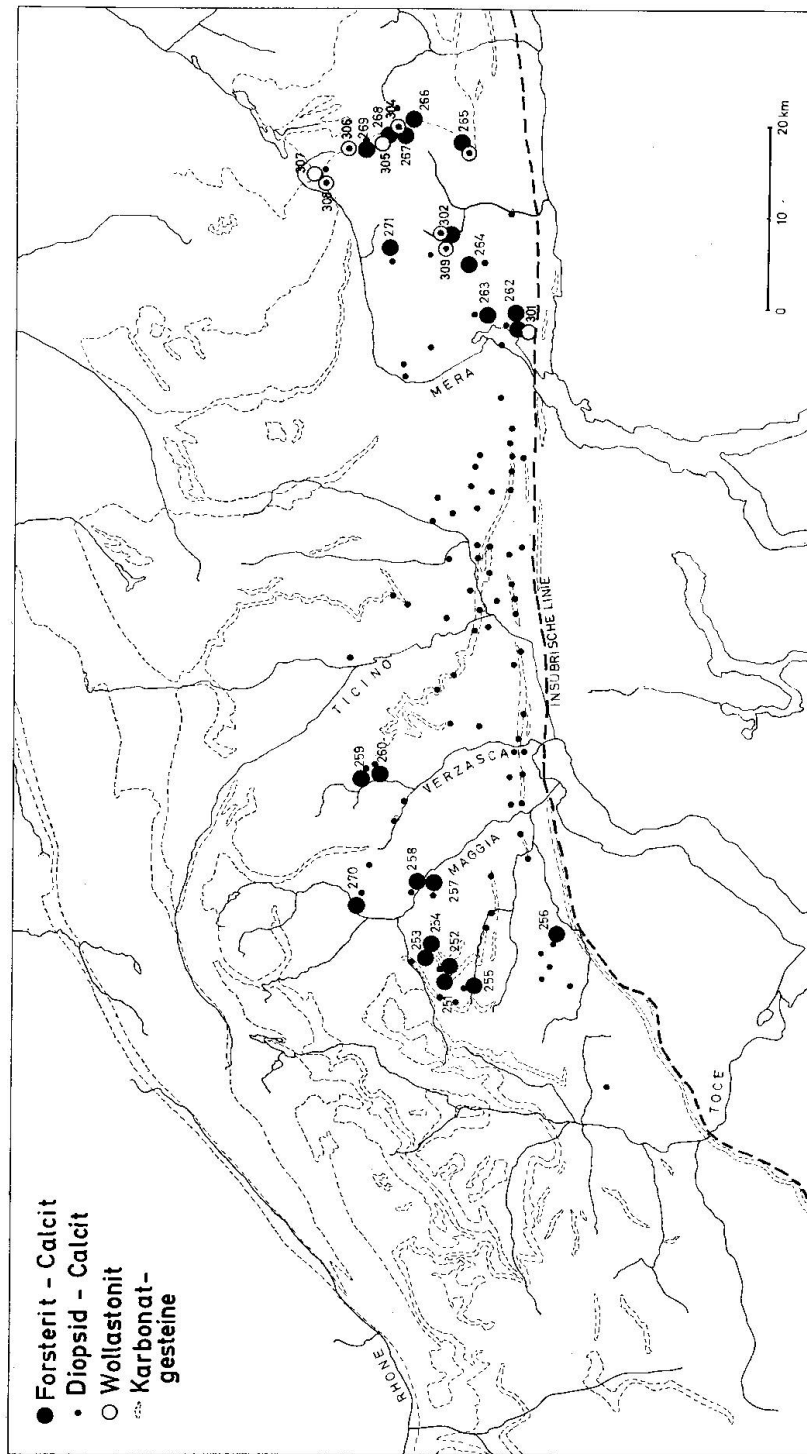 ● Forsterit - Calcit
• Diopsid - Calcit
○ Wollastonit
Karbonat-
gesteine
RHONE
TOCE
MAGGIA
VERZASCA
TICINO
MERA
INSUBRISCHE LINIE
251
252
253
254
255
256
257
258
270
259
260
262
301
263
264
309
302
271
265
266
267
304
268
305
269
306
308
307
0
10
20 km